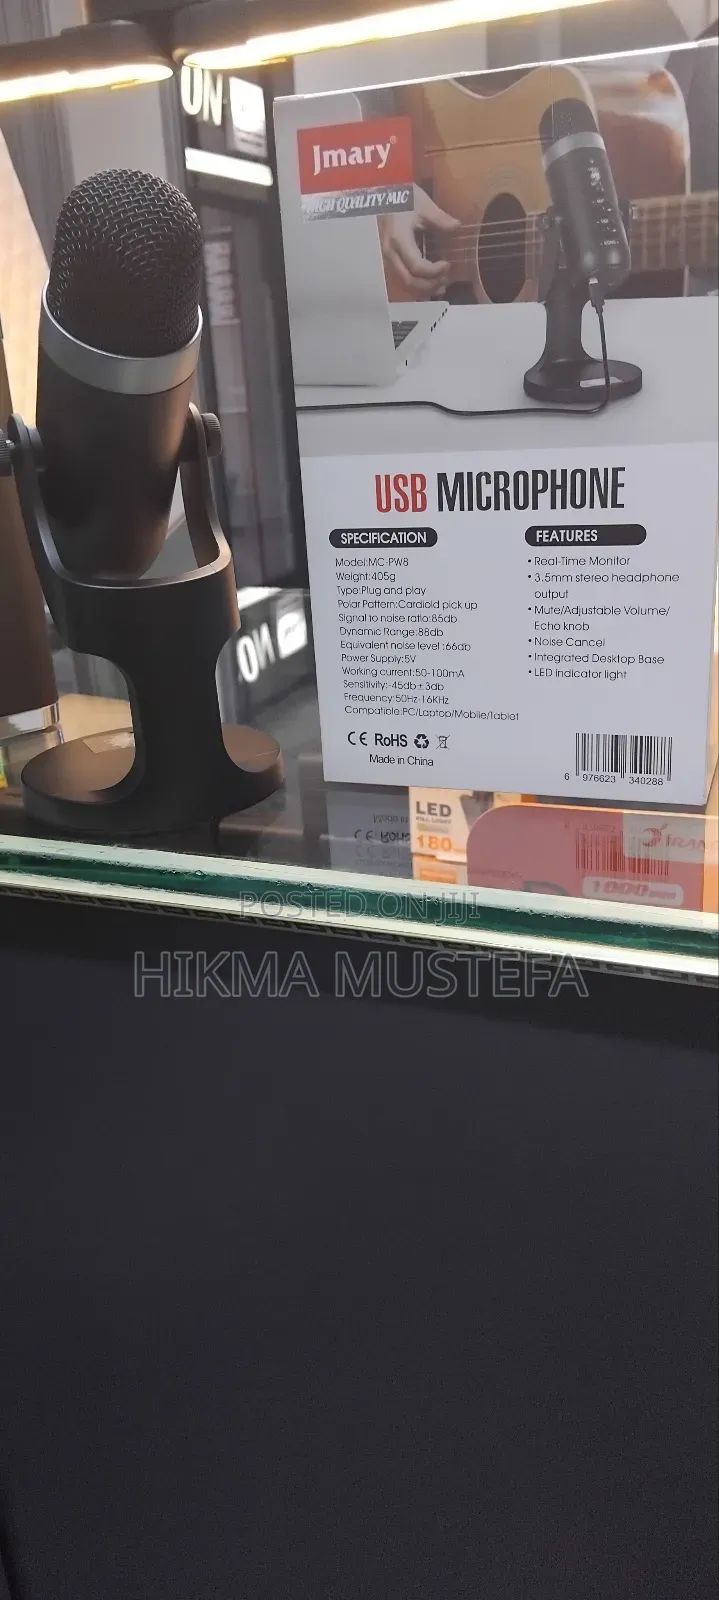 ON
Jmary®
HIGH QUALITY MIC
USB MICROPHONE
SPECIFICATION
Model:MC-PW8
Weight:405g
Type:Plug and play
Polar Pattern:Cardioid pick up
Signal to noise ratio:85db
Dynamic Range:88db
Equivalent noise level :66db
Power Supply:5V
Working current:50-100mA
Sensitivity:-45db±3db
Frequency:50Hz-16KHz
Compatible:PC/Laptop/Mobile/Tablet
CE RoHS
Made in China
FEATURES
• Real-Time Monitor
• 3.5mm stereo headphone
output
• Mute/Adjustable Volume/
Echo knob
• Noise Cancel
• Integrated Desktop Base
• LED indicator light
6 976623 340288
LED
180
1000
POSTED ON JIJI
HIKMA MUSTEFA